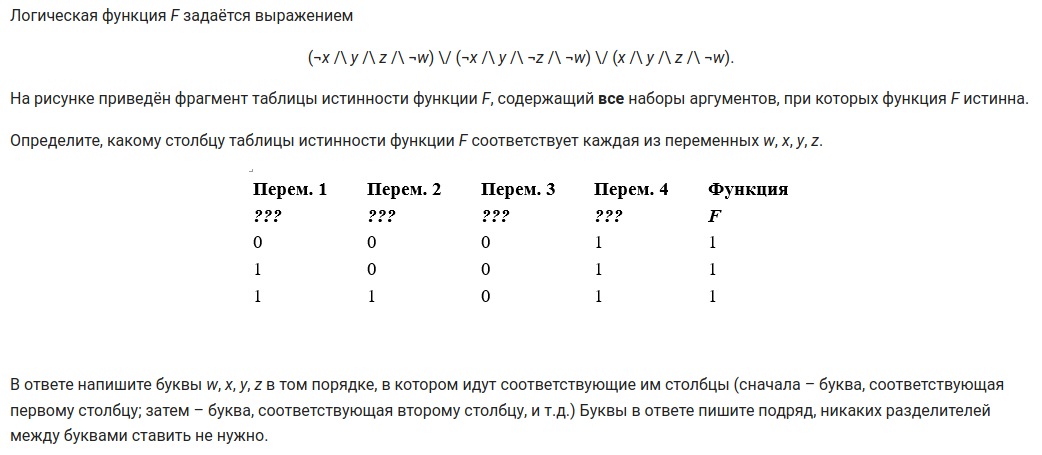 Логическая функция F задаётся выражением
(¬x /\ y /\ z /\ ¬w) \/ (¬x /\ y /\ ¬z /\ ¬w) \/ (x /\ y /\ z /\ ¬w).
На рисунке приведён фрагмент таблицы истинности функции F, содержащий все наборы аргументов, при которых функция F истинна.
Определите, какому столбцу таблицы истинности функции F соответствует каждая из переменных w, x, y, z.
Перем. 1 Перем. 2 Перем. 3 Перем. 4 Функция
??? ??? ??? ??? F
0 0 0 1 1
1 0 0 1 1
1 1 0 1 1
В ответе напишите буквы w, x, y, z в том порядке, в котором идут соответствующие им столбцы (сначала – буква, соответствующая
первому столбцу; затем – буква, соответствующая второму столбцу, и т.д.) Буквы в ответе пишите подряд, никаких разделителей
между буквами ставить не нужно.